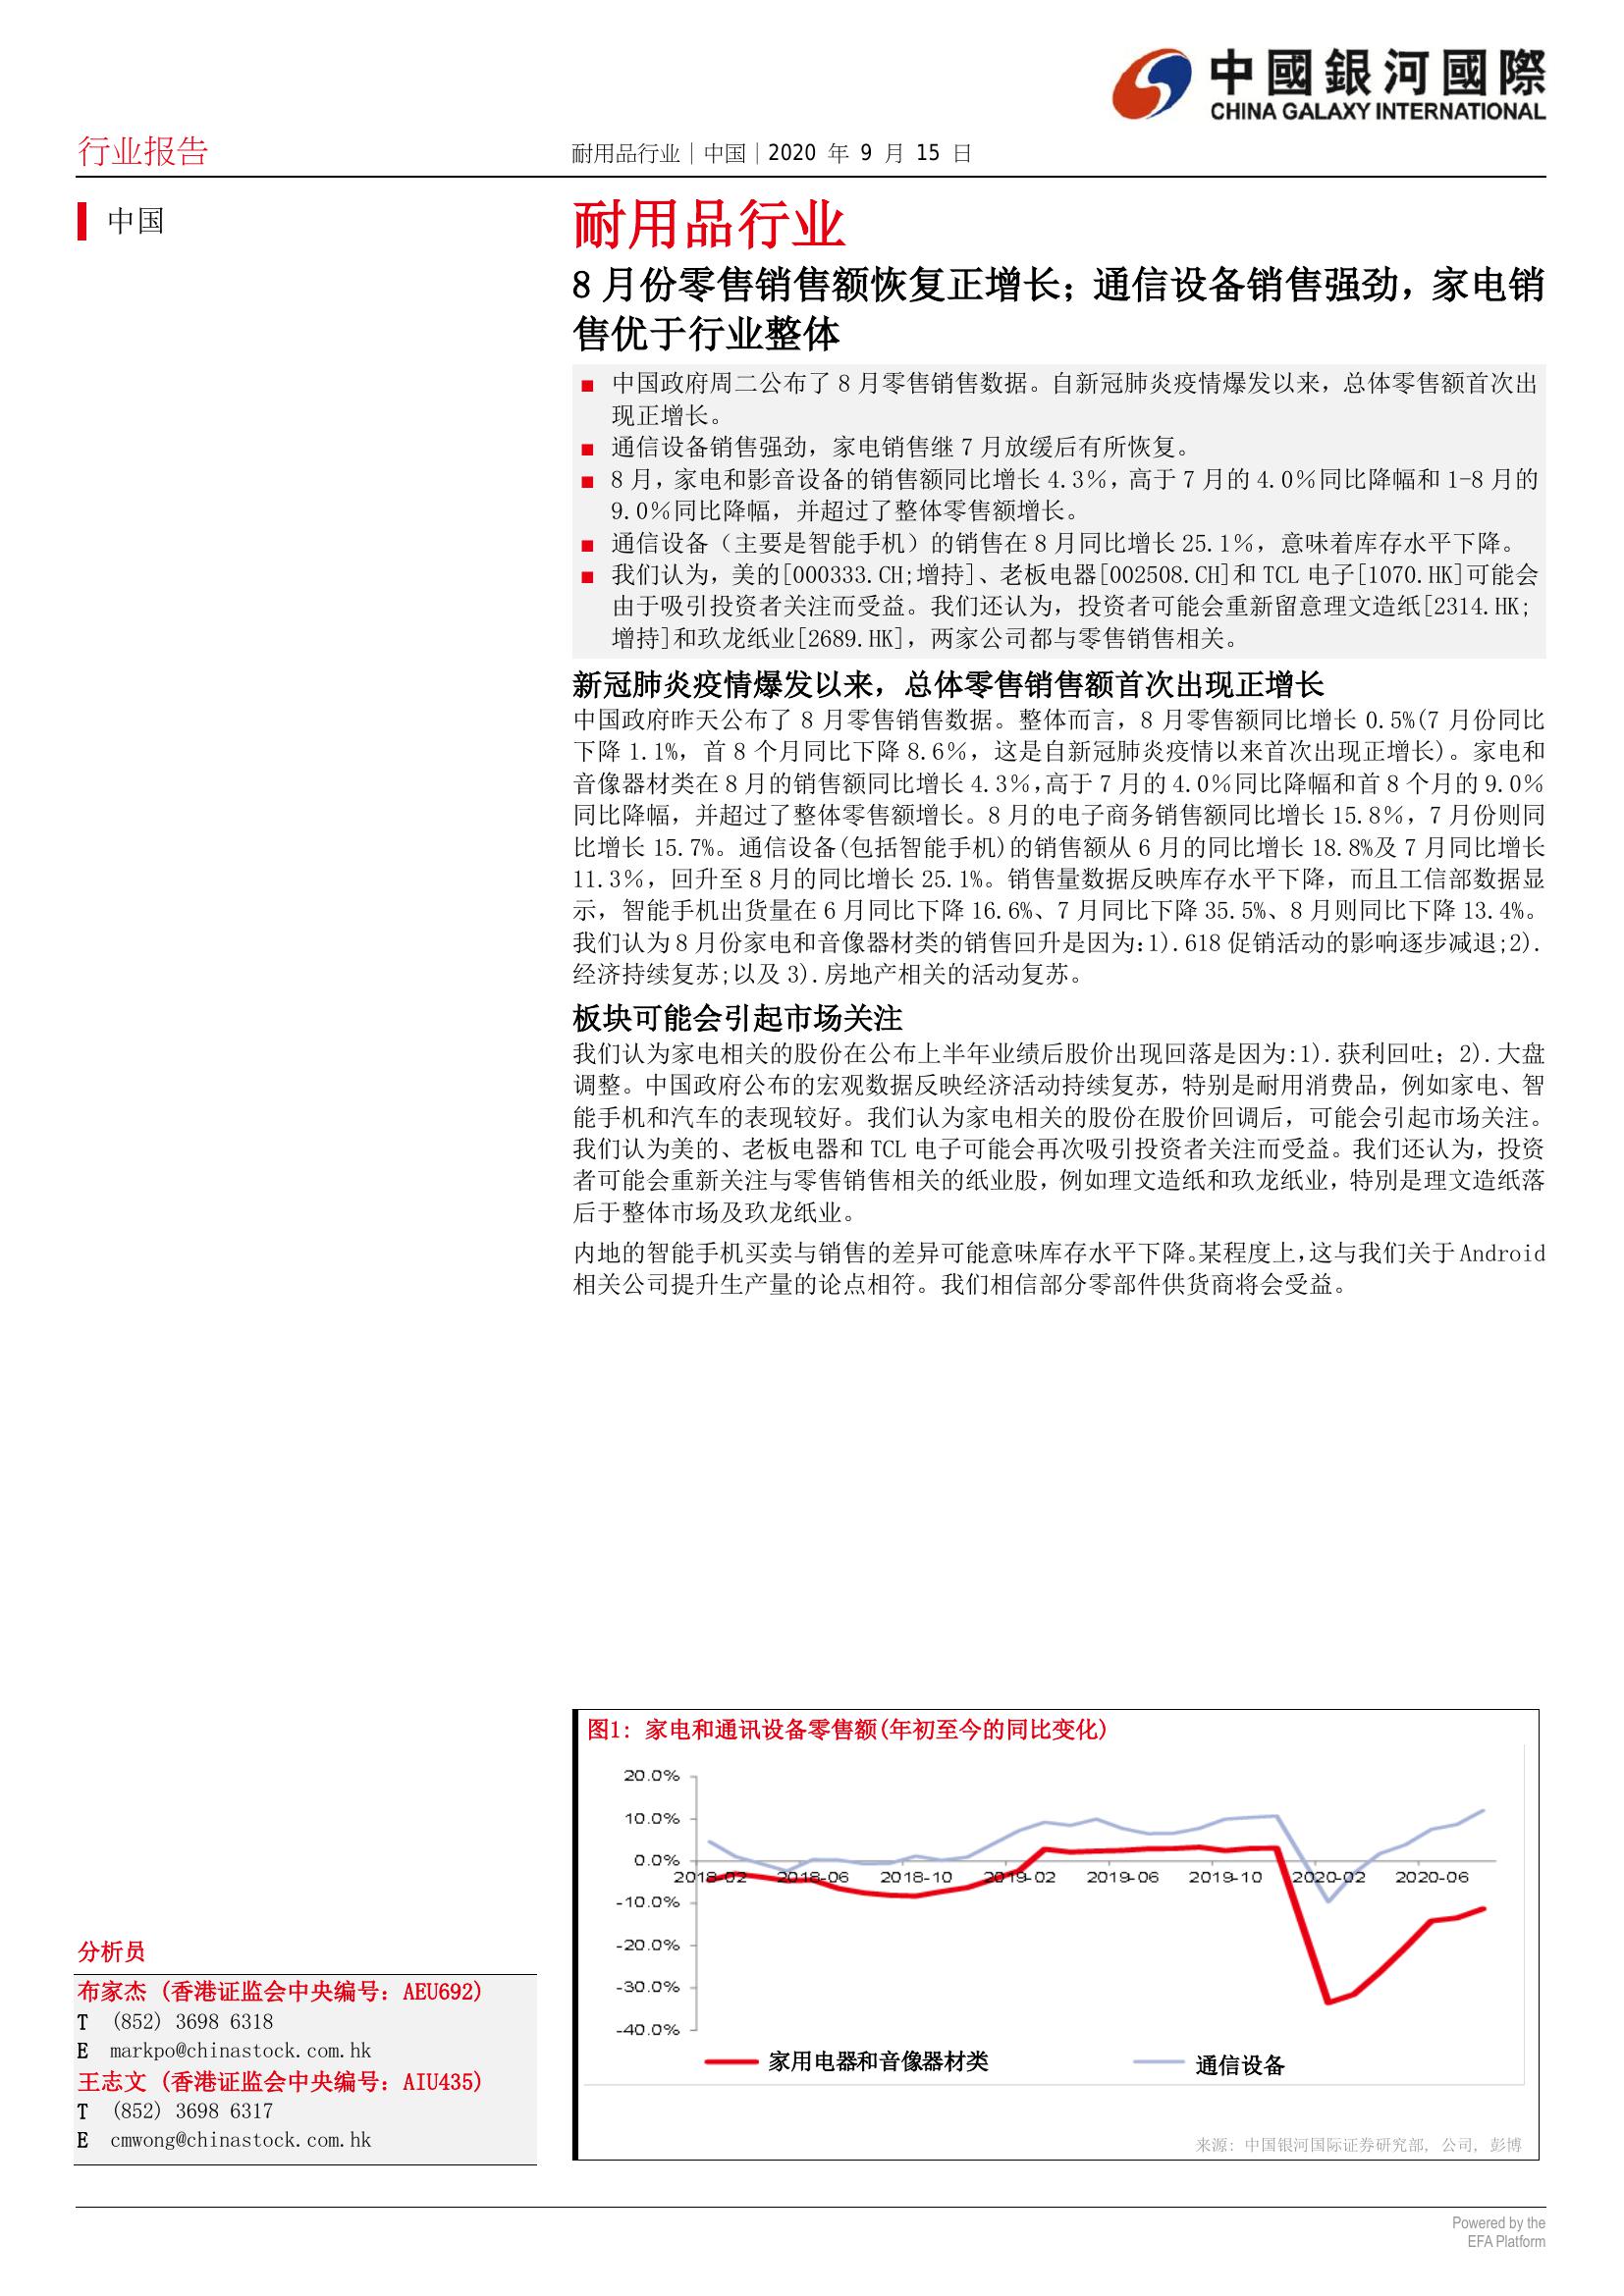 中國銀河國際
CHINA GALAXY INTERNATIONAL
行业报告
耐用品行业│中国│2020 年 9 月 15 日
中国
耐用品行业
8 月份零售销售额恢复正增长；通信设备销售强劲，家电销
售优于行业整体
■ 中国政府周二公布了 8 月零售销售数据。自新冠肺炎疫情爆发以来，总体零售额首次出
现正增长。
■ 通信设备销售强劲，家电销售继 7 月放缓后有所恢复。
■ 8 月，家电和影音设备的销售额同比增长 4.3％，高于 7 月的 4.0％同比降幅和 1-8 月的
9.0％同比降幅，并超过了整体零售额增长。
■ 通信设备（主要是智能手机）的销售在 8 月同比增长 25.1％，意味着库存水平下降。
■ 我们认为，美的[000333.CH;增持]、老板电器[002508.CH]和 TCL 电子[1070.HK]可能会
由于吸引投资者关注而受益。我们还认为，投资者可能会重新留意理文造纸[2314.HK;
增持]和玖龙纸业[2689.HK]，两家公司都与零售销售相关。
新冠肺炎疫情爆发以来，总体零售销售额首次出现正增长
中国政府昨天公布了 8 月零售销售数据。整体而言，8 月零售额同比增长 0.5%(7 月份同比
下降 1.1%，首 8 个月同比下降 8.6％，这是自新冠肺炎疫情以来首次出现正增长)。家电和
音像器材类在 8 月的销售额同比增长 4.3％,高于 7 月的 4.0％同比降幅和首 8 个月的 9.0％
同比降幅，并超过了整体零售额增长。8 月的电子商务销售额同比增长 15.8％，7 月份则同
比增长 15.7%。通信设备(包括智能手机)的销售额从 6 月的同比增长 18.8%及 7 月同比增长
11.3％，回升至 8 月的同比增长 25.1%。销售量数据反映库存水平下降，而且工信部数据显
示，智能手机出货量在 6 月同比下降 16.6%、7 月同比下降 35.5%、8 月则同比下降 13.4%。
我们认为 8 月份家电和音像器材类的销售回升是因为:1).618 促销活动的影响逐步减退;2).
经济持续复苏;以及 3).房地产相关的活动复苏。
板块可能会引起市场关注
我们认为家电相关的股份在公布上半年业绩后股价出现回落是因为:1).获利回吐；2).大盘
调整。中国政府公布的宏观数据反映经济活动持续复苏，特别是耐用消费品，例如家电、智
能手机和汽车的表现较好。我们认为家电相关的股份在股价回调后，可能会引起市场关注。
我们认为美的、老板电器和 TCL 电子可能会再次吸引投资者关注而受益。我们还认为，投资
者可能会重新关注与零售销售相关的纸业股，例如理文造纸和玖龙纸业，特別是理文造纸落
后于整体市场及玖龙纸业。
内地的智能手机买卖与销售的差异可能意味库存水平下降。某程度上，这与我们关于 Android
相关公司提升生产量的论点相符。我们相信部分零部件供货商将会受益。
图1: 家电和通讯设备零售额(年初至今的同比变化)
20.0%
10.0%
0.0%
2018-02 2018-06 2018-10 2019-02 2019-06 2019-10 2020-02 2020-06
-10.0%
-20.0%
-30.0%
-40.0%
家用电器和音像器材类 通信设备
来源: 中国银河国际证券研究部, 公司, 彭博
分析员
布家杰 (香港证监会中央编号: AEU692)
T (852) 3698 6318
E markpo@chinastock.com.hk
王志文 (香港证监会中央编号: AIU435)
T (852) 3698 6317
E cmwong@chinastock.com.hk
Powered by the
EFA Platform